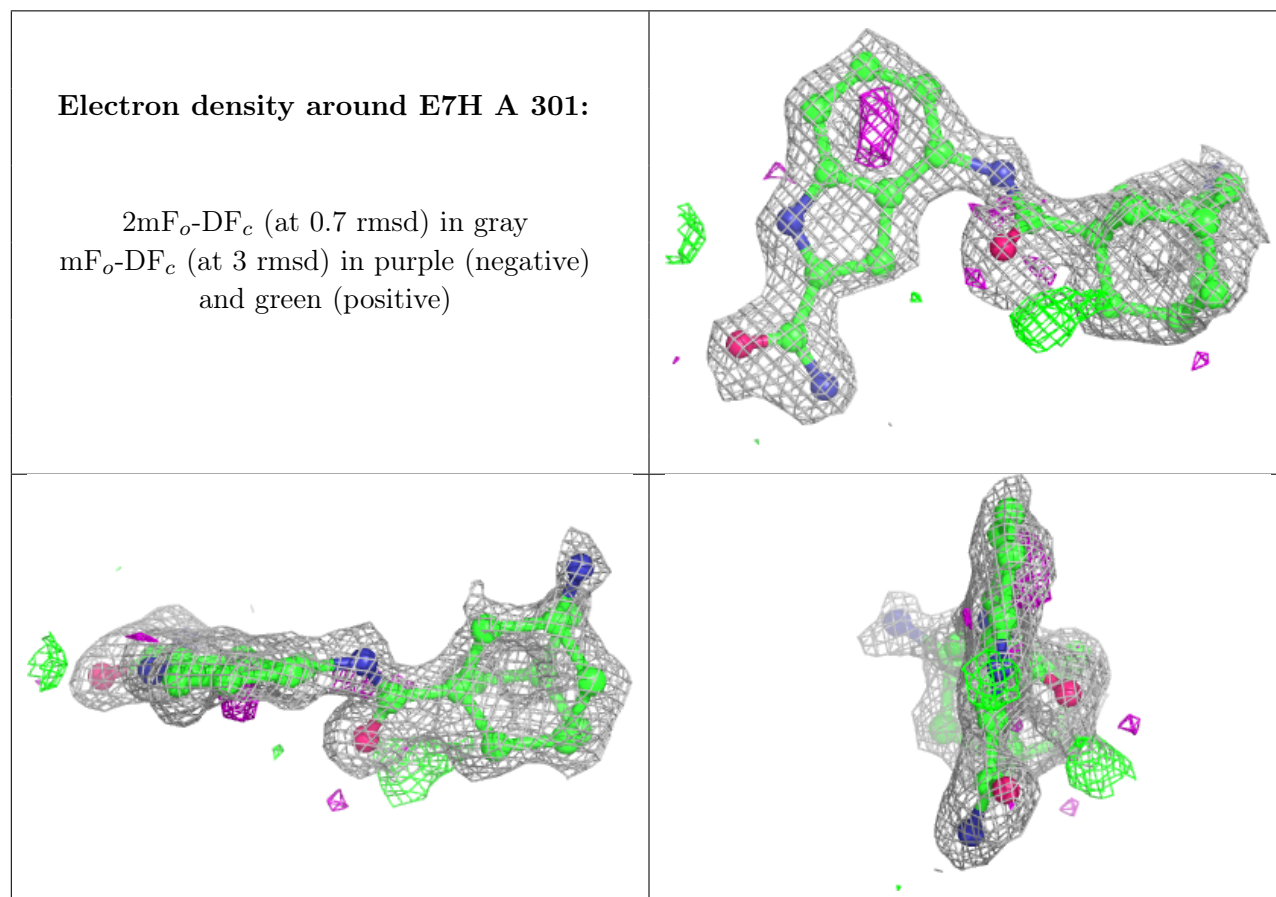 Electron density around E7H A 301:
2mFo-DFc (at 0.7 rmsd) in gray
mFo-DFc (at 3 rmsd) in purple (negative)
and green (positive)